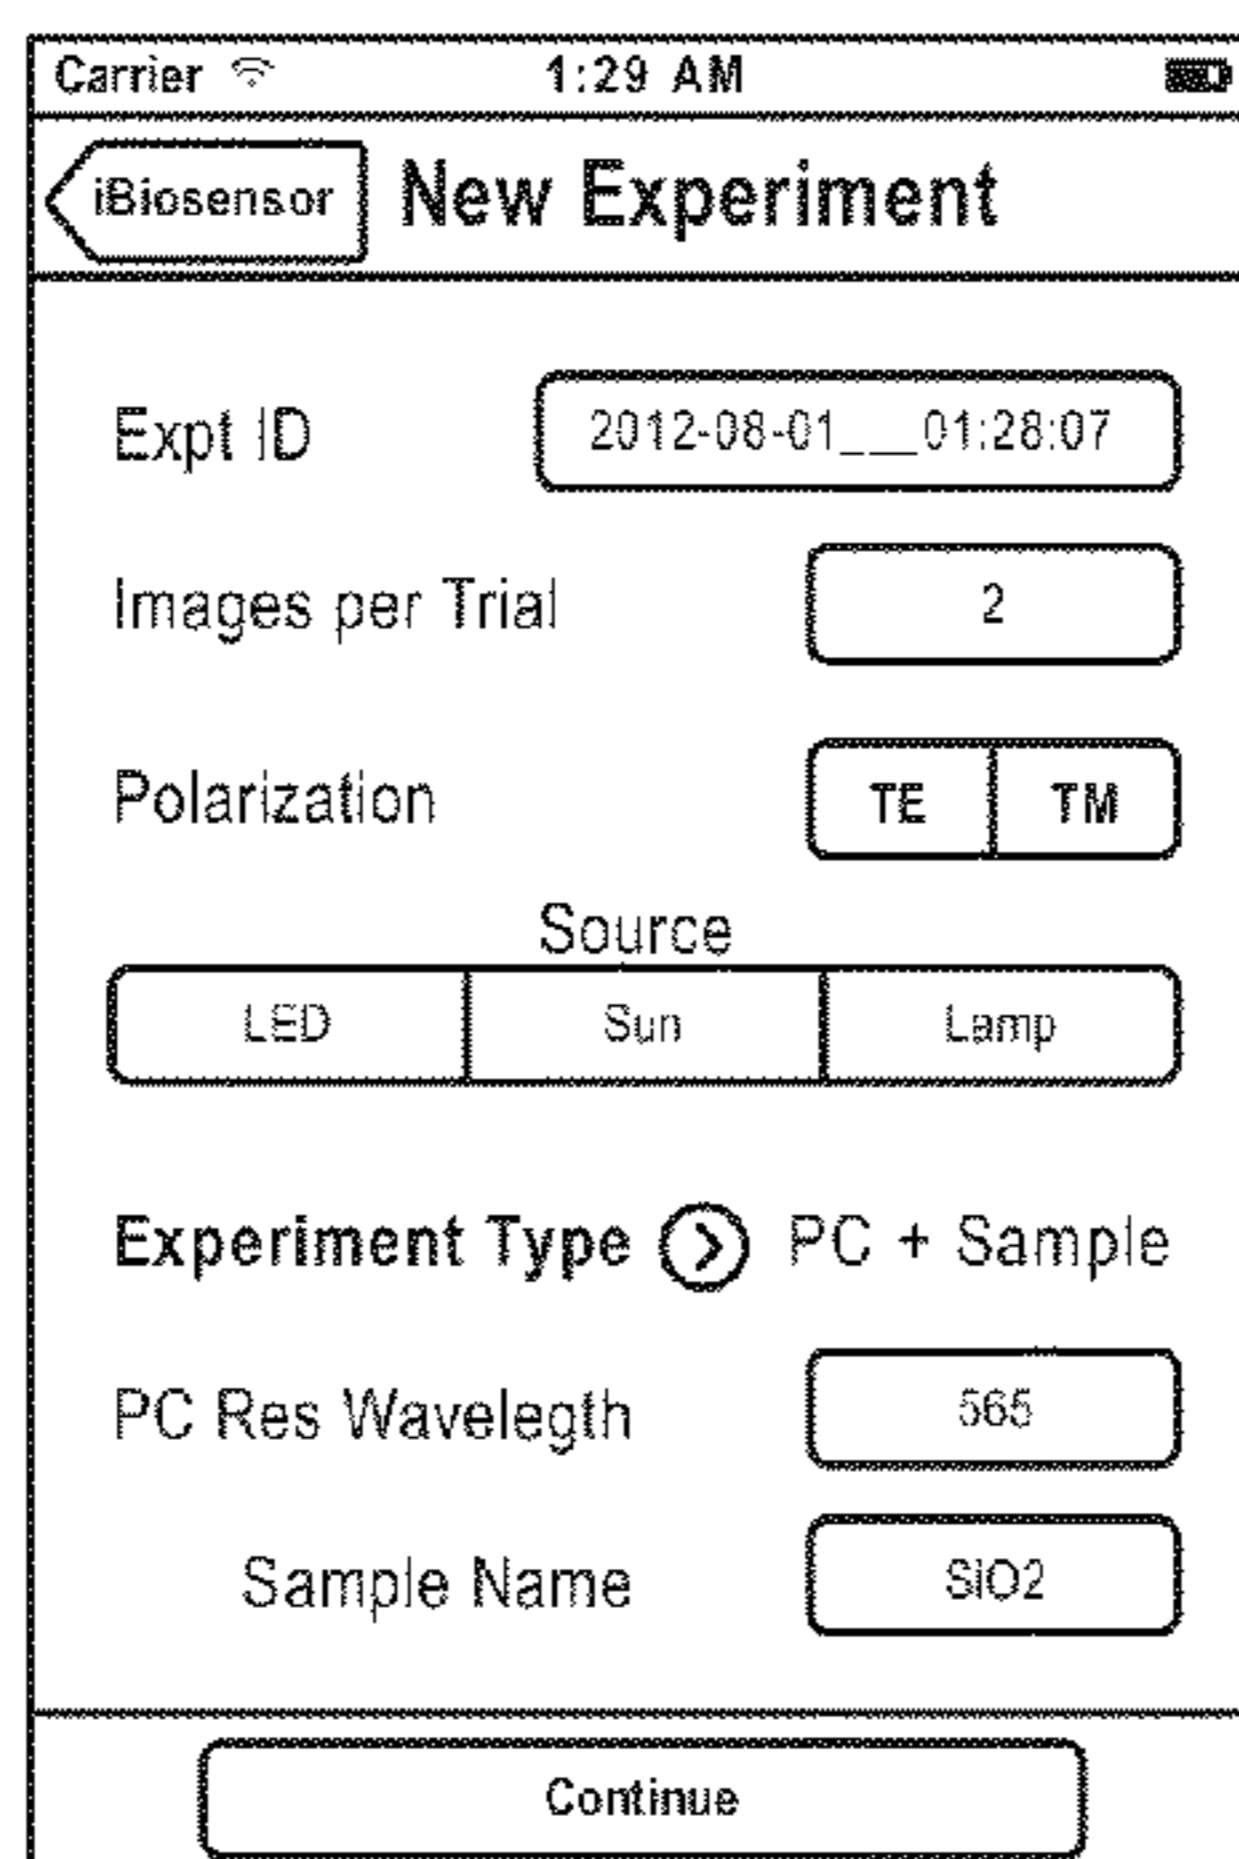 Carrier 1:29 AM
iBiosensor New Experiment
Expt ID 2012-08-01___01:28:07
Images per Trial 2
Polarization TE TM
Source
LED Sun Lamp
Experiment Type PC + Sample
PC Res Wavelegth 565
Sample Name SiO2
Continue